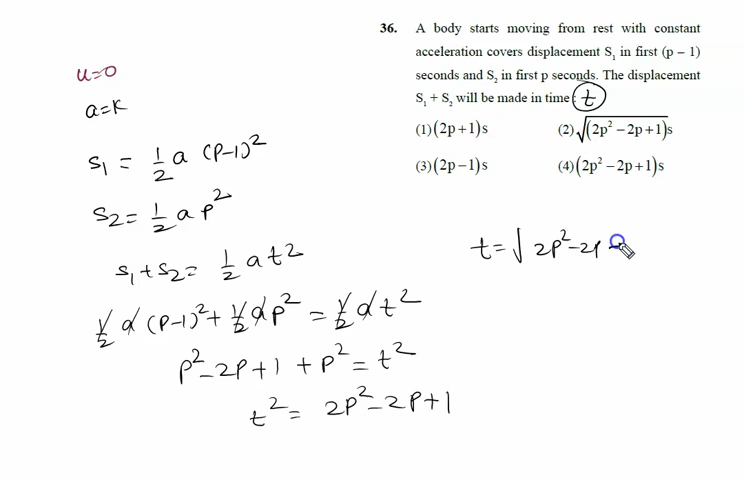 36. A body starts moving from rest with constant
acceleration covers displacement S₁ in first (p – 1)
seconds and S₂ in first p seconds. The displacement
S₁ + S₂ will be made in time : t
(1) (2p+1)s (2) √(2p² – 2p + 1) s
(3) (2p – 1)s (4) (2p² – 2p + 1)s
u=0
a=K
S₁ = 1/2 a (P-1)²
S₂ = 1/2 a p²
S₁+S₂ = 1/2 a t²
1/2 a (P-1)² + 1/2 a p² = 1/2 a t²
p² - 2p + 1 + p² = t²
t² = 2p² - 2p + 1
t = √ 2p² - 2p